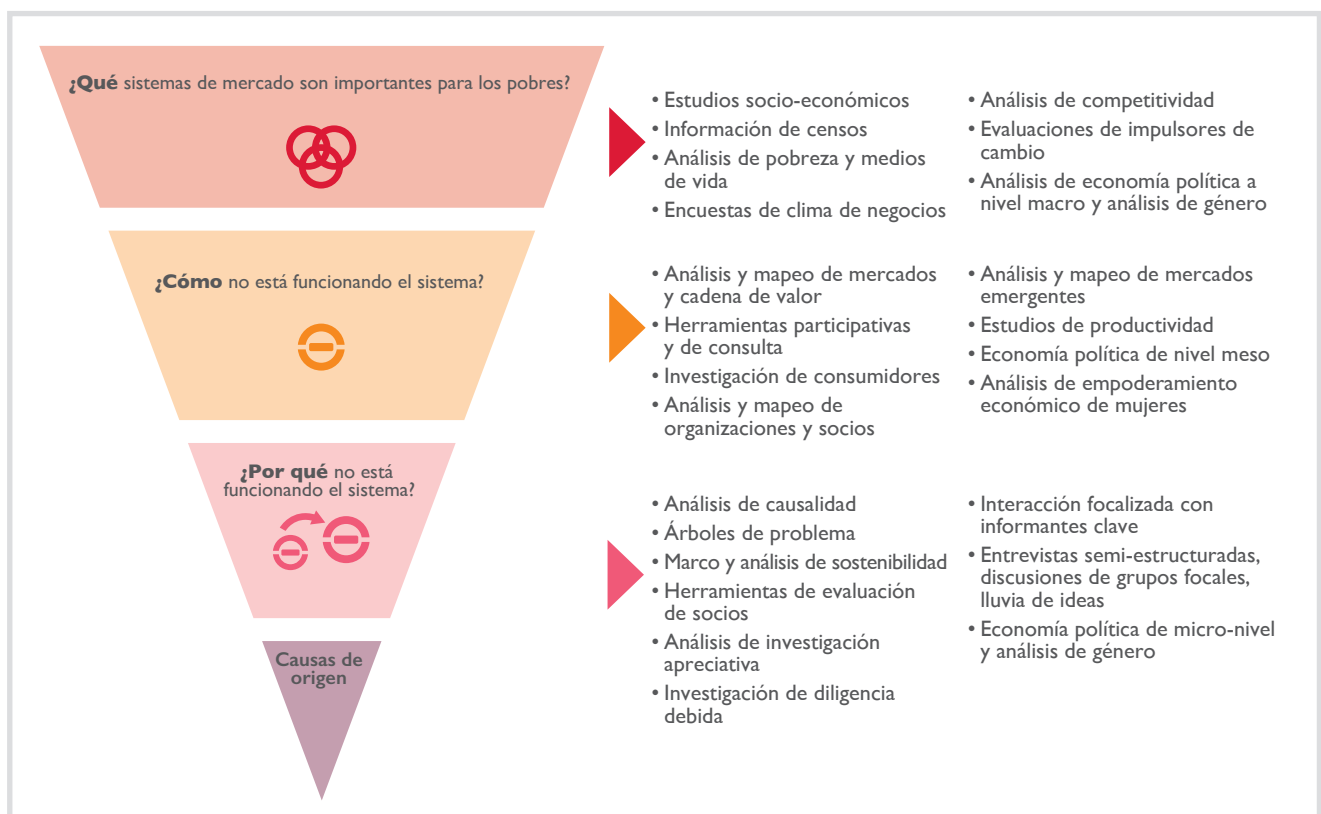 ¿Qué sistemas de mercado son importantes para los pobres?
• Estudios socio-económicos
• Información de censos
• Análisis de pobreza y medios
de vida
• Encuestas de clima de negocios
• Análisis de competitividad
• Evaluaciones de impulsores de
cambio
• Análisis de economía política a
nivel macro y análisis de género
¿Cómo no está funcionando el sistema?
• Análisis y mapeo de mercados
y cadena de valor
• Herramientas participativas
y de consulta
• Investigación de consumidores
• Análisis y mapeo de
organizaciones y socios
• Análisis y mapeo de mercados
emergentes
• Estudios de productividad
• Economía política de nivel meso
• Análisis de empoderamiento
económico de mujeres
¿Por qué no está
funcionando el sistema?
• Análisis de causalidad
• Árboles de problema
• Marco y análisis de sostenibilidad
• Herramientas de evaluación
de socios
• Análisis de investigación
apreciativa
• Investigación de diligencia
debida
• Interacción focalizada con
informantes clave
• Entrevistas semi-estructuradas,
discusiones de grupos focales,
lluvia de ideas
• Economía política de micro-nivel
y análisis de género
Causas de
origen